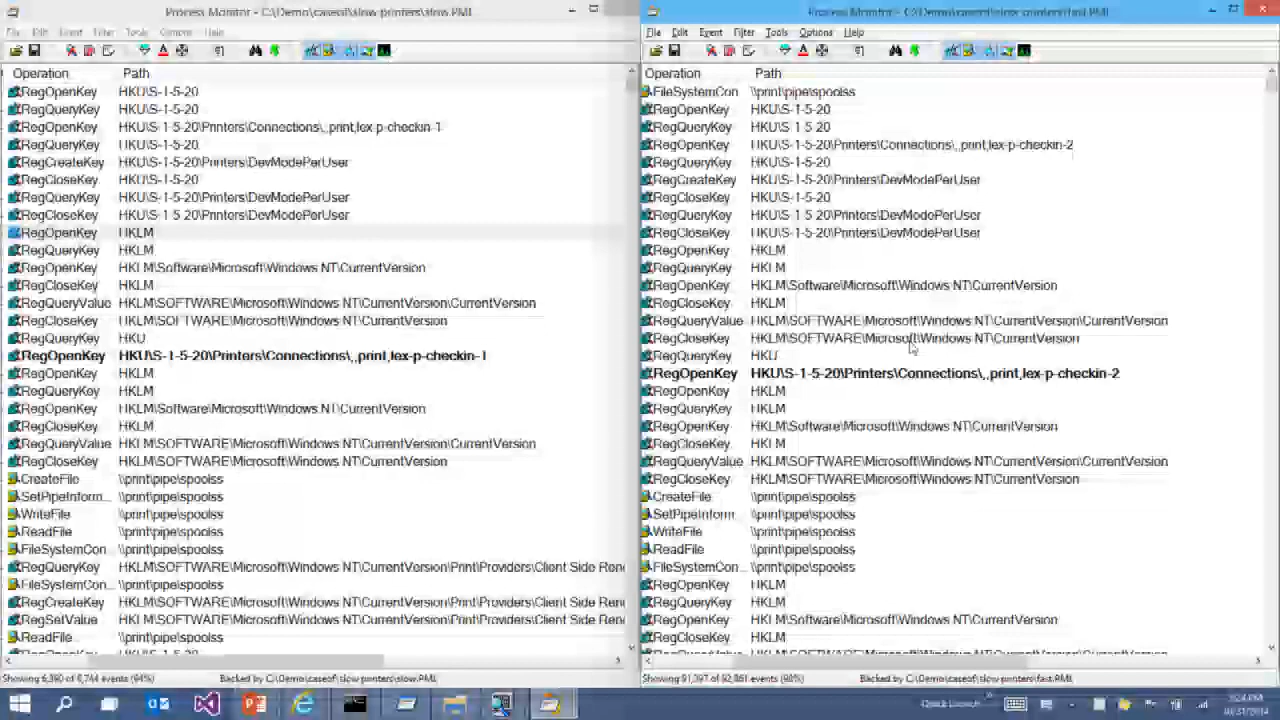 Process Monitor - C:\Demo\caseof\slow-printers\slow.PML
File Edit Event Filter Tools Options Help
Operation Path
RegOpenKey HKU\S-1-5-20
RegQueryKey HKU\S-1-5-20
RegOpenKey HKU\S-1-5-20\Printers\Connections\,,print,lex-p-checkin-1
RegQueryKey HKU\S-1-5-20
RegCreateKey HKU\S-1-5-20\Printers\DevModePerUser
RegCloseKey HKU\S-1-5-20
RegQueryKey HKU\S-1-5-20\Printers\DevModePerUser
RegCloseKey HKU\S-1-5-20\Printers\DevModePerUser
RegOpenKey HKLM
RegQueryKey HKLM
RegOpenKey HKLM\Software\Microsoft\Windows NT\CurrentVersion
RegCloseKey HKLM
RegQueryValue HKLM\SOFTWARE\Microsoft\Windows NT\CurrentVersion\CurrentVersion
RegCloseKey HKLM\SOFTWARE\Microsoft\Windows NT\CurrentVersion
RegQueryKey HKU
RegOpenKey HKU\S-1-5-20\Printers\Connections\,,print,lex-p-checkin-1
RegOpenKey HKLM
RegQueryKey HKLM
RegOpenKey HKLM\Software\Microsoft\Windows NT\CurrentVersion
RegCloseKey HKLM
RegQueryValue HKLM\SOFTWARE\Microsoft\Windows NT\CurrentVersion\CurrentVersion
RegCloseKey HKLM\SOFTWARE\Microsoft\Windows NT\CurrentVersion
CreateFile \\print\pipe\spoolss
SetPipeInform... \\print\pipe\spoolss
WriteFile \\print\pipe\spoolss
ReadFile \\print\pipe\spoolss
FileSystemCon... \\print\pipe\spoolss
RegQueryKey HKLM\SOFTWARE\Microsoft\Windows NT\CurrentVersion\Print\Providers\Client Side Rend
FileSystemCon... \\print\pipe\spoolss
RegCreateKey HKLM\SOFTWARE\Microsoft\Windows NT\CurrentVersion\Print\Providers\Client Side Rend
RegSetValue HKLM\SOFTWARE\Microsoft\Windows NT\CurrentVersion\Print\Providers\Client Side Rend
ReadFile \\print\pipe\spoolss
RegOpenKey HKU\S-1-5-20
Backed by C:\Demo\caseof\slow-printers\slow.PML
Process Monitor - C:\Demo\caseof\slow-printers\fast.PML
File Edit Event Filter Tools Options Help
Operation Path
FileSystemCon \\print\pipe\spoolss
RegOpenKey HKU\S-1-5-20
RegQueryKey HKU\S-1-5-20
RegOpenKey HKU\S-1-5-20\Printers\Connections\,,print,lex-p-checkin-2
RegQueryKey HKU\S-1-5-20
RegCreateKey HKU\S-1-5-20\Printers\DevModePerUser
RegCloseKey HKU\S-1-5-20
RegQueryKey HKU\S-1-5-20\Printers\DevModePerUser
RegCloseKey HKU\S-1-5-20\Printers\DevModePerUser
RegOpenKey HKLM
RegQueryKey HKLM
RegOpenKey HKLM\Software\Microsoft\Windows NT\CurrentVersion
RegCloseKey HKLM
RegQueryValue HKLM\SOFTWARE\Microsoft\Windows NT\CurrentVersion\CurrentVersion
RegCloseKey HKLM\SOFTWARE\Microsoft\Windows NT\CurrentVersion
RegQueryKey HKU
RegOpenKey HKU\S-1-5-20\Printers\Connections\,,print,lex-p-checkin-2
RegOpenKey HKLM
RegQueryKey HKLM
RegOpenKey HKLM\Software\Microsoft\Windows NT\CurrentVersion
RegCloseKey HKLM
RegQueryValue HKLM\SOFTWARE\Microsoft\Windows NT\CurrentVersion\CurrentVersion
RegCloseKey HKLM\SOFTWARE\Microsoft\Windows NT\CurrentVersion
CreateFile \\print\pipe\spoolss
SetPipeInform \\print\pipe\spoolss
WriteFile \\print\pipe\spoolss
ReadFile \\print\pipe\spoolss
FileSystemCon... \\print\pipe\spoolss
RegOpenKey HKLM
RegQueryKey HKLM
RegOpenKey HKLM\Software\Microsoft\Windows NT\CurrentVersion
RegCloseKey HKLM
RegQueryValue HKLM\SOFTWARE\Microsoft\Windows NT\CurrentVersion\CurrentVersion
Backed by C:\Demo\caseof\slow-printers\fast.PML
Quick Launch